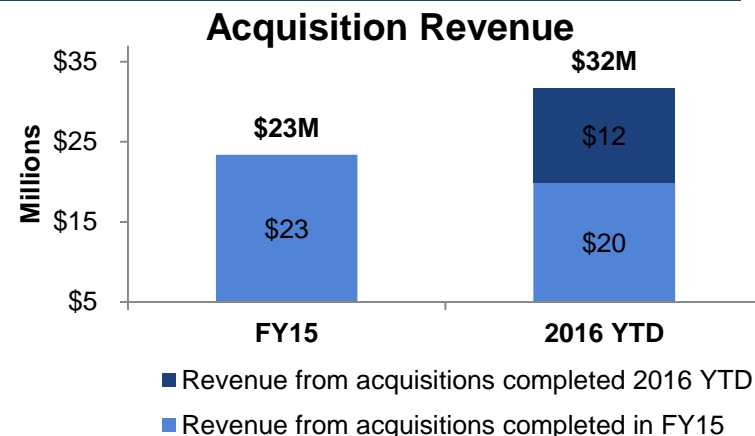 Acquisition Revenue
$35
$25
$15
$5
Millions
$23M
$32M
$23
$12
$20
FY15
2016 YTD
Revenue from acquisitions completed 2016 YTD
Revenue from acquisitions completed in FY15